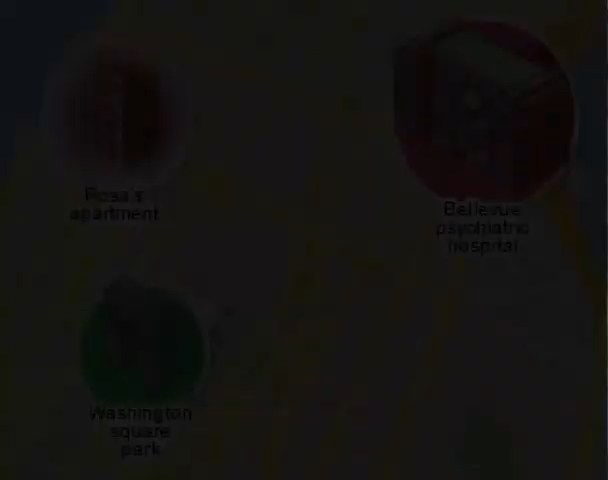 Rosa's
apartment
Bellevue
psychiatric
hospital
Washington
square
park